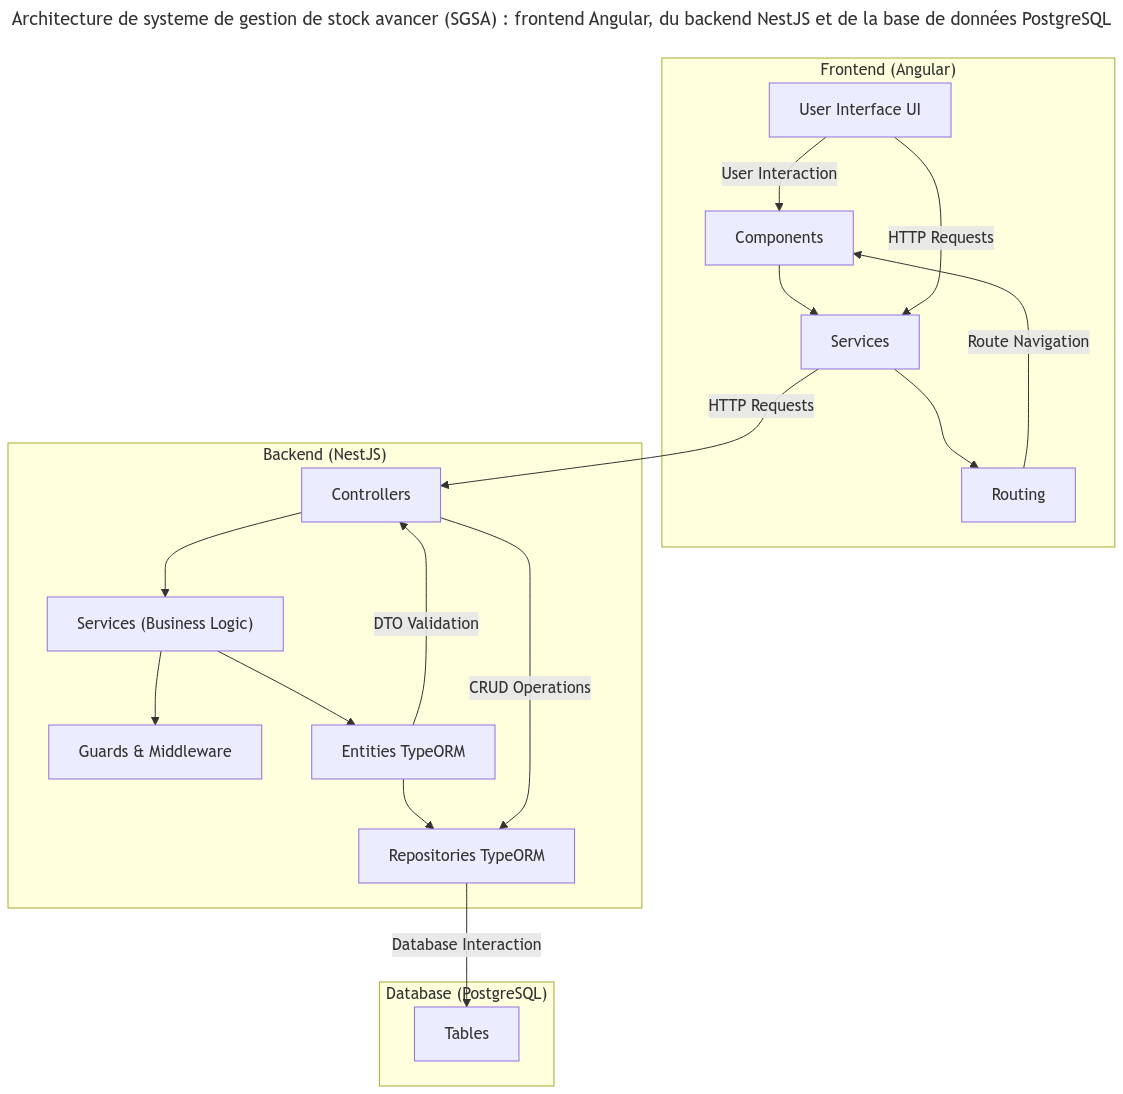 Architecture de systeme de gestion de stock avancer (SGSA) : frontend Angular, du backend NestJS et de la base de données PostgreSQL
Frontend (Angular)
User Interface UI
User Interaction
Components
HTTP Requests
Services
Route Navigation
HTTP Requests
Routing
Backend (NestJS)
Controllers
Services (Business Logic)
DTO Validation
CRUD Operations
Guards & Middleware
Entities TypeORM
Repositories TypeORM
Database Interaction
Database (PostgreSQL)
Tables